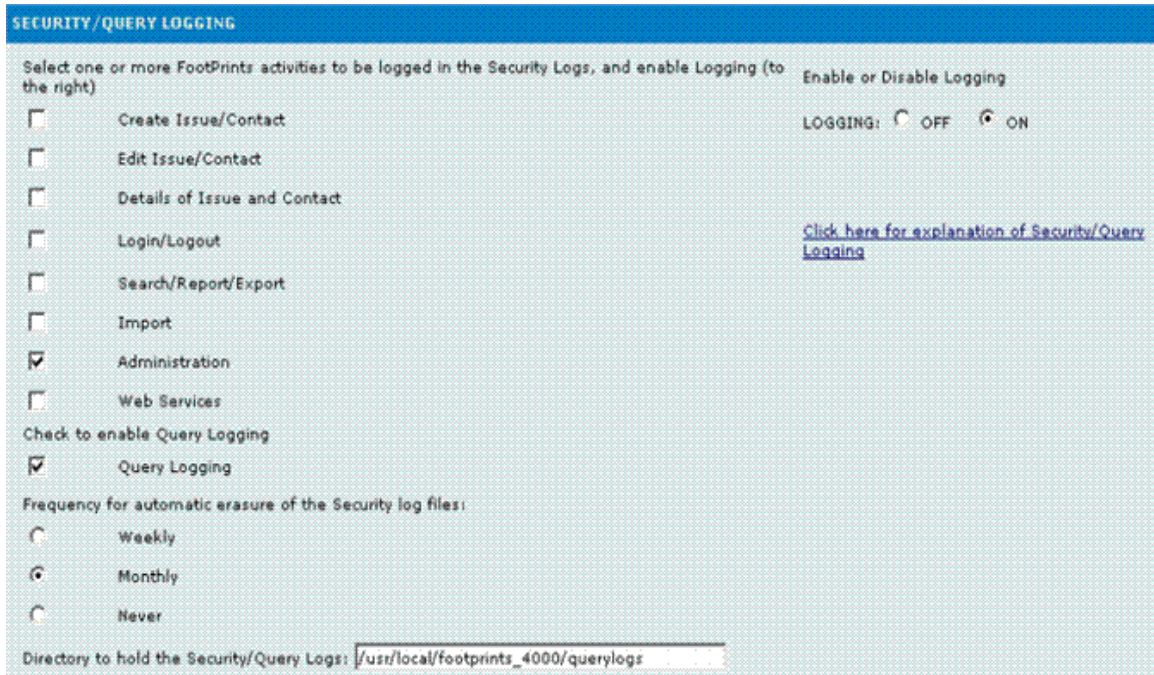 SECURITY/QUERY LOGGING
Select one or more FootPrints activities to be logged in the Security Logs, and enable Logging (to
the right)
Enable or Disable Logging
Create Issue/Contact
LOGGING: OFF ON
Edit Issue/Contact
Details of Issue and Contact
Login/Logout
Click here for explanation of Security/Query
Logging
Search/Report/Export
Import
Administration
Web Services
Check to enable Query Logging
Query Logging
Frequency for automatic erasure of the Security log files:
Weekly
Monthly
Never
Directory to hold the Security/Query Logs: /usr/local/footprints_4000/querylogs